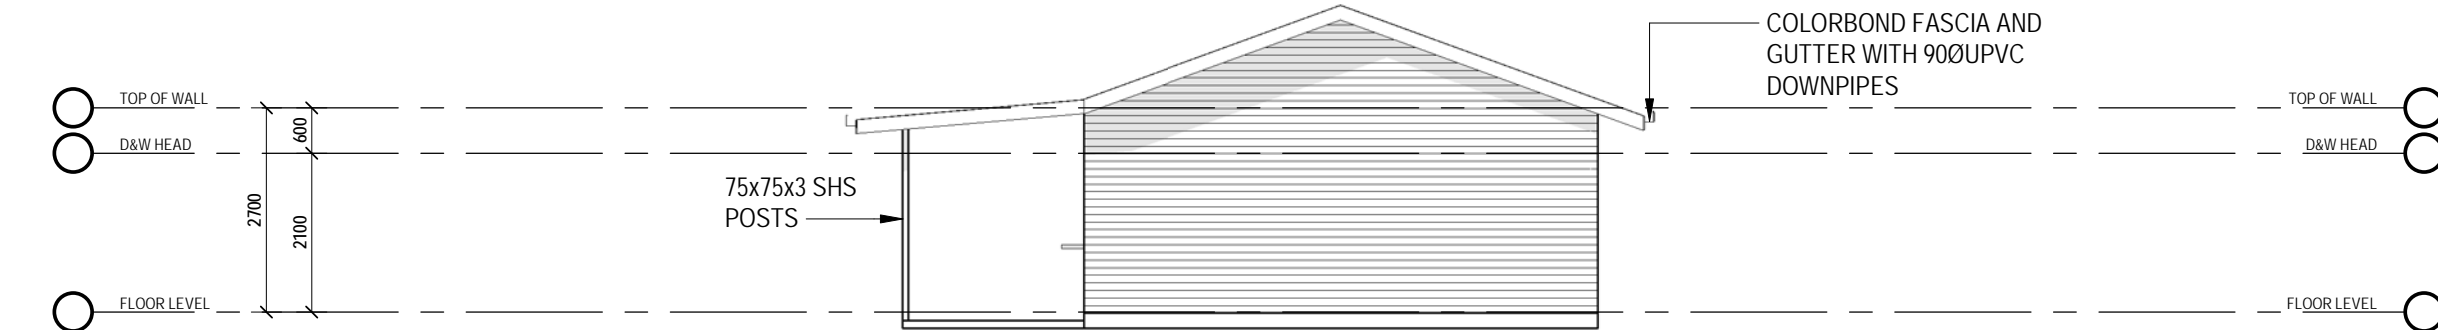 COLORBOND FASCIA AND
GUTTER WITH 90ØUPVC
DOWNPIPES
TOP OF WALL
TOP OF WALL
600
D&W HEAD
D&W HEAD
75x75x3 SHS
POSTS
2700
2100
FLOOR LEVEL
FLOOR LEVEL